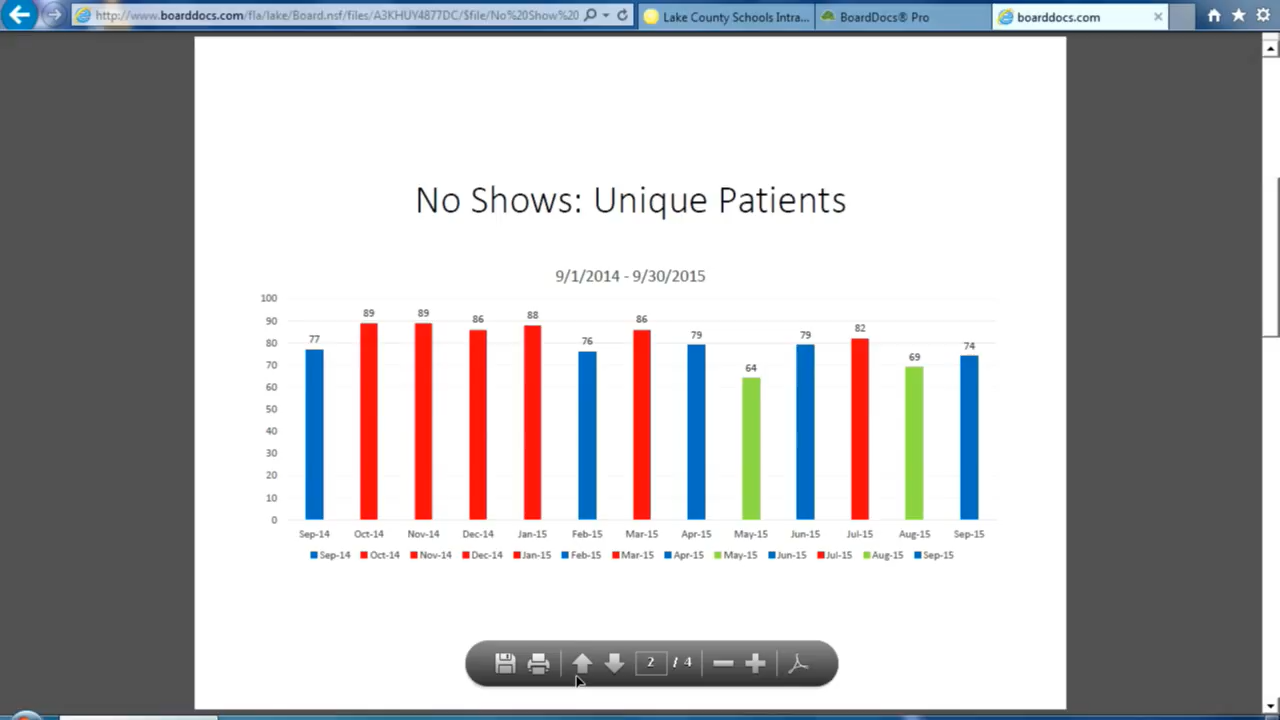 http://www.boarddocs.com/fla/lake/Board.nsf/files/A3KHUY4877DC/$file/No%20Show%20
Lake County Schools Intra...
BoardDocs® Pro
boarddocs.com
No Shows: Unique Patients
9/1/2014 - 9/30/2015
100
90
80
70
60
50
40
30
20
10
0
77 89 89 86 88 76 86 79 64 79 82 69 74
Sep-14 Oct-14 Nov-14 Dec-14 Jan-15 Feb-15 Mar-15 Apr-15 May-15 Jun-15 Jul-15 Aug-15 Sep-15
Sep-14 Oct-14 Nov-14 Dec-14 Jan-15 Feb-15 Mar-15 Apr-15 May-15 Jun-15 Jul-15 Aug-15 Sep-15
2 / 4